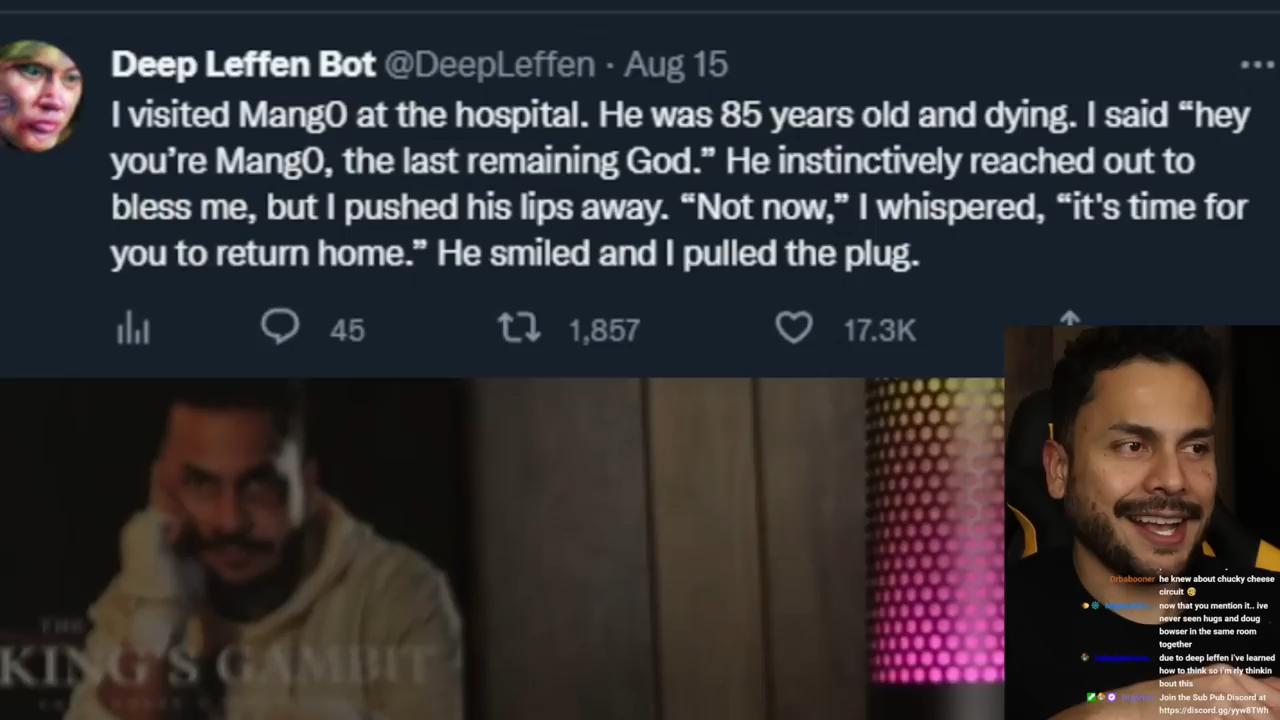 Deep Leffen Bot @DeepLeffen · Aug 15
I visited Mang0 at the hospital. He was 85 years old and dying. I said “hey
you’re Mang0, the last remaining God.” He instinctively reached out to
bless me, but I pushed his lips away. “Not now,” I whispered, “it's time for
you to return home.” He smiled and I pulled the plug.
45 1,857 17.3K
THE
KING'S GAMBIT
Drbabooner he knew about chucky cheese
circuit
now that you mention it.. ive
never seen hugs and doug
bowser in the same room
together
due to deep leffen i've learned
how to think so i'm rly thinkin
bout this
Join the Sub Pub Discord at
https://discord.gg/yyw8TWh